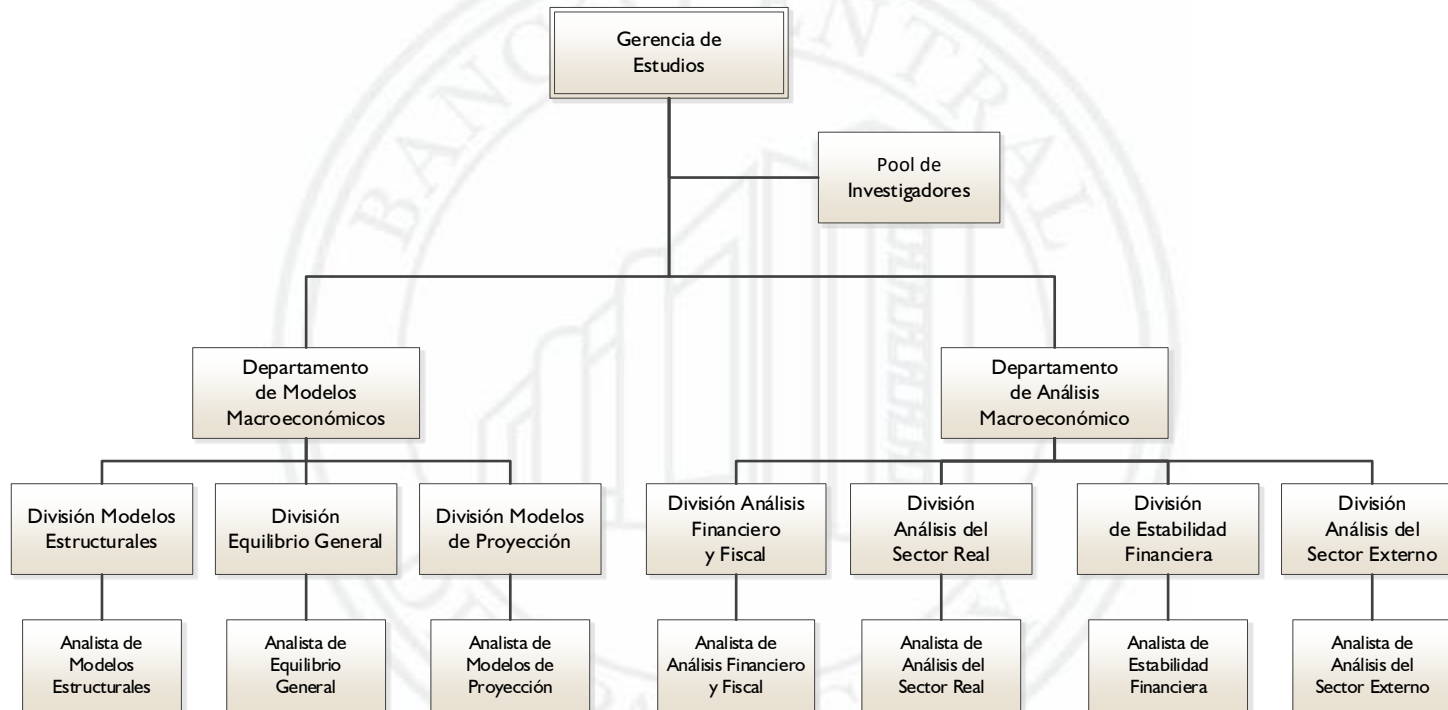 Gerencia de
Estudios
Pool de
Investigadores
Departamento
de Modelos
Macroeconómicos
Departamento
de Análisis
Macroeconómico
División Modelos
Estructurales
División
Equilibrio General
División Modelos
de Proyección
División Análisis
Financiero
y Fiscal
División
Análisis del
Sector Real
División
de Estabilidad
Financiera
División
Análisis del
Sector Externo
Analista de
Modelos
Estructurales
Analista de
Equilibrio
General
Analista de
Modelos de
Proyección
Analista de
Análisis Financiero
y Fiscal
Analista de
Análisis del
Sector Real
Analista de
Estabilidad
Financiera
Analista de
Análisis del
Sector Externo